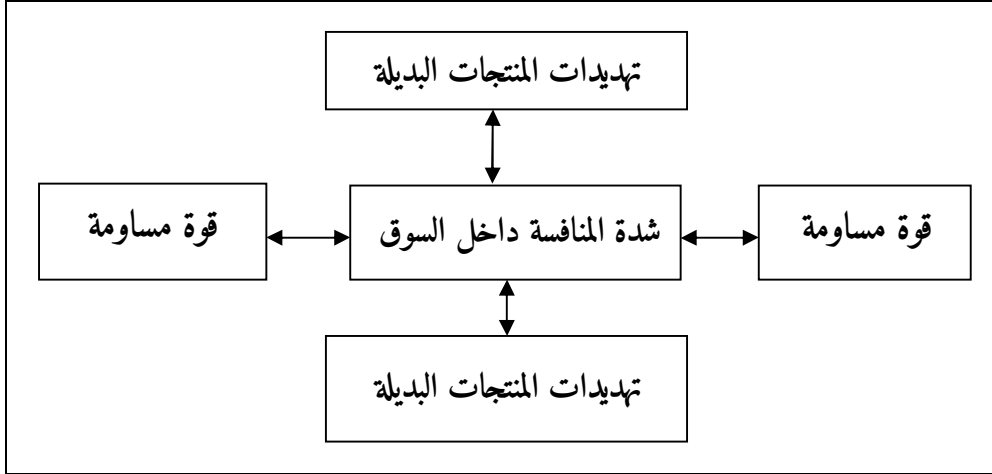 تهديدات المنتجات البديلة
قوة مساومة
شدة المنافسة داخل السوق
قوة مساومة
تهديدات المنتجات البديلة